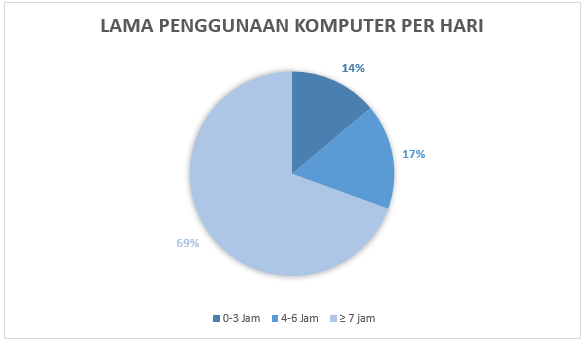 LAMA PENGGUNAAN KOMPUTER PER HARI
14%
17%
69%
0-3 Jam 4-6 Jam ≥ 7 jam